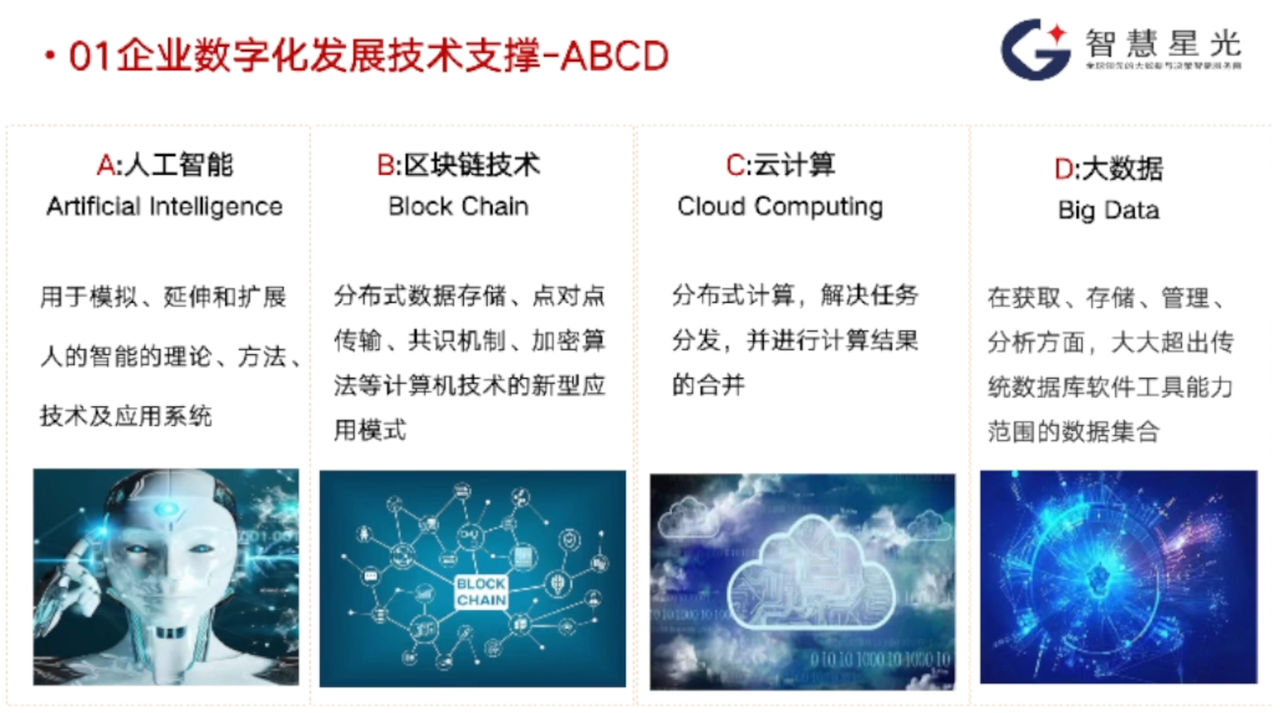 • 01企业数字化发展技术支撑-ABCD
智慧星光
A:人工智能
Artificial Intelligence
用于模拟、延伸和扩展
人的智能的理论、方法、
技术及应用系统
B:区块链技术
Block Chain
分布式数据存储、点对点
传输、共识机制、加密算
法等计算机技术的新型应
用模式
BLOCK
CHAIN
C:云计算
Cloud Computing
分布式计算，解决任务
分发，并进行计算结果
的合并
0 10 10 1000 10 1000 10
D:大数据
Big Data
在获取、存储、管理、
分析方面，大大超出传
统数据库软件工具能力
范围的数据集合